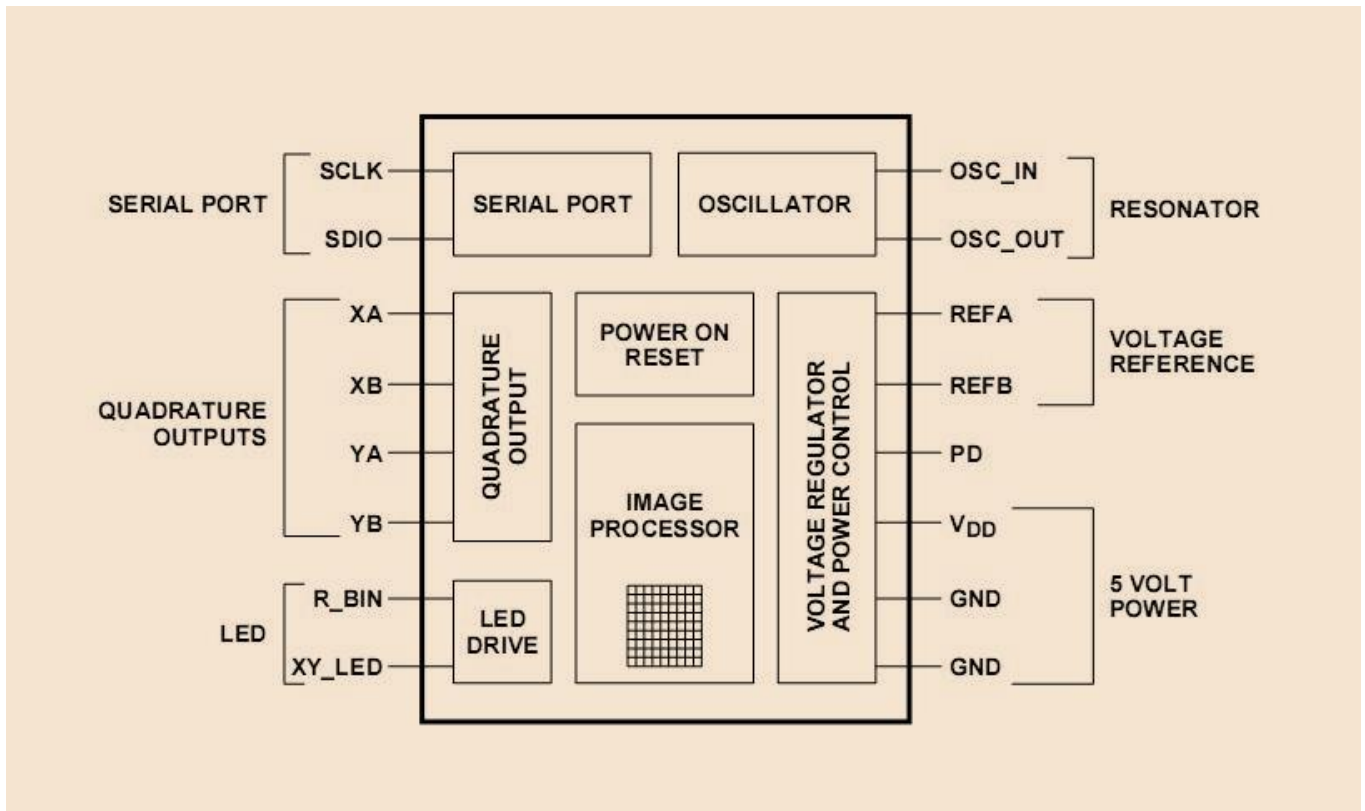 SERIAL PORT
SCLK
SDIO
QUADRATURE
OUTPUTS
XA
XB
YA
YB
LED
R_BIN
XY_LED
SERIAL PORT
OSCILLATOR
QUADRATURE
OUTPUT
POWER ON
RESET
IMAGE
PROCESSOR
LED
DRIVE
VOLTAGE REGULATOR
AND POWER CONTROL
OSC_IN
OSC_OUT
RESONATOR
REFA
REFB
VOLTAGE
REFERENCE
PD
VDD
GND
GND
5 VOLT
POWER